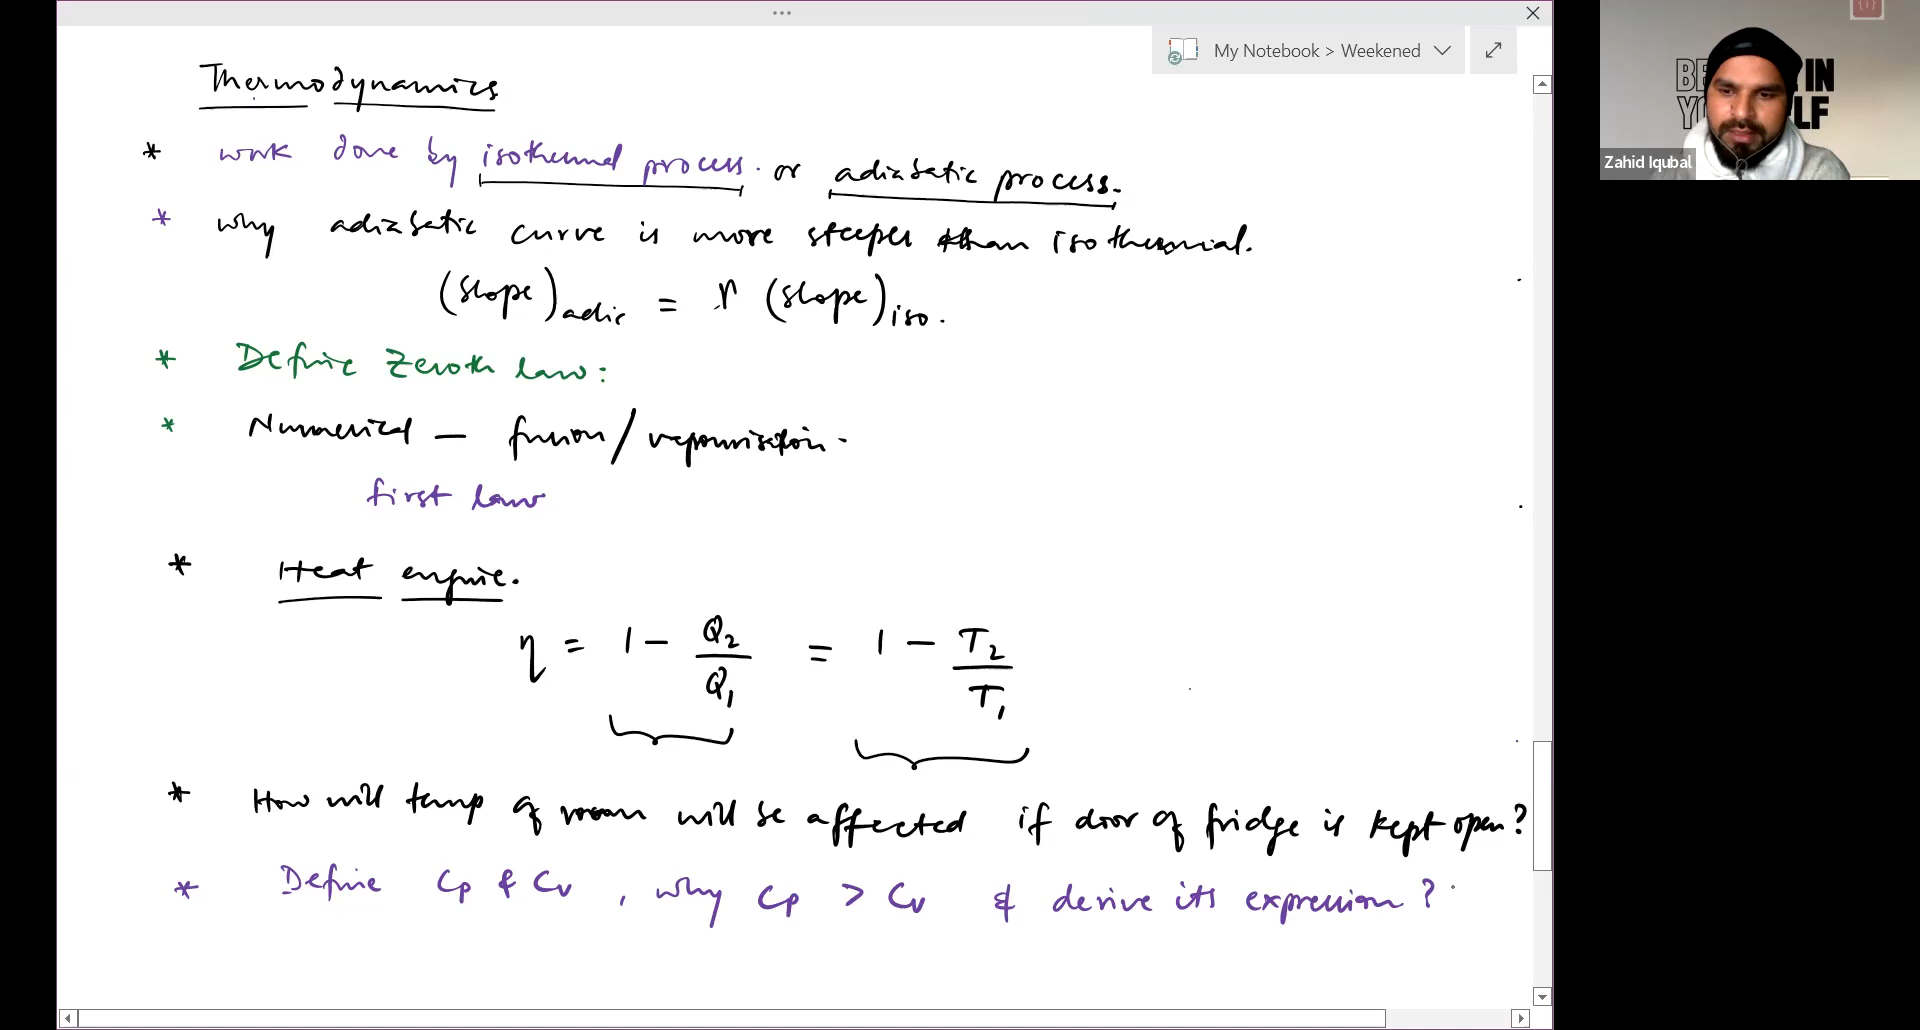 My Notebook > Weekened
Thermodynamics
* work done by isothermal process. or adiabatic process.
* why adiabatic curve is more steeper than isothermal.
(slope)adia = γ (slope)iso.
* Define Zeroth law:
* Numerical - fusion/vapourisation.
first law
* Heat engine.
η = 1 - Q2/Q1 = 1 - T2/T1
* How will temp of room will be affected if door of fridge is kept open?
* Define Cp & Cv, why Cp > Cv & derive its expression?
IN
LF
Zahid Iqubal